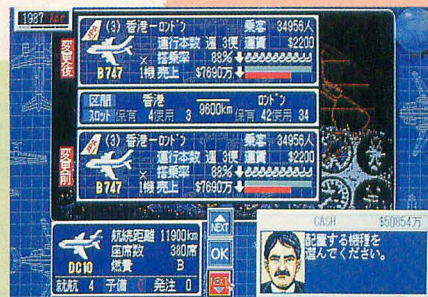 1987 Apr
変更後
(3) 香港ーロンドン 乗客 34956人
運行本数 週 3便 運賃 $2200
搭乗率 88%
B747 × 1機 売上 $7690万
区間 香港 ロンドン
9600km
スロット 保有 4使用 3 保有 42使用 34
変更前
(3) 香港ーロンドン 乗客 34956人
運行本数 週 3便 運賃 $2200
搭乗率 88%
B747 × 1機 売上 $7690万
航続距離 11900km
座席数 380席
燃費 B
DC10
就航 4 予備 0 発注 0
NEXT
OK
NEXT
CASH $50854万
配置する機種を
選んでください。